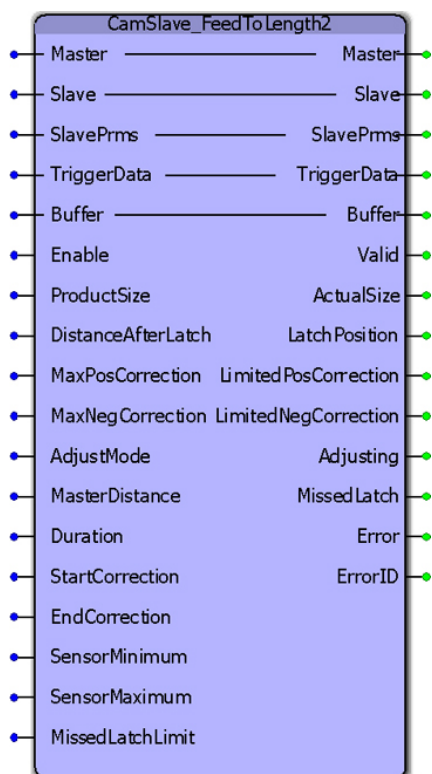 CamSlave_FeedToLength2
Master Master
Slave Slave
SlavePrms SlavePrms
TriggerData TriggerData
Buffer Buffer
Enable Valid
ProductSize ActualSize
DistanceAfterLatch LatchPosition
MaxPosCorrection LimitedPosCorrection
MaxNegCorrection LimitedNegCorrection
AdjustMode Adjusting
MasterDistance MissedLatch
Duration Error
StartCorrection ErrorID
EndCorrection
SensorMinimum
SensorMaximum
MissedLatchLimit